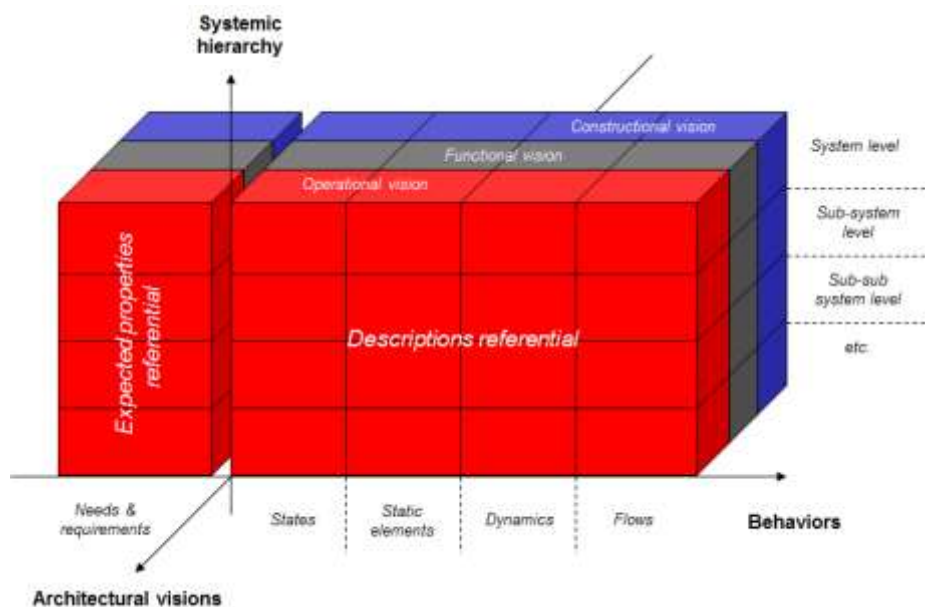 Systemic
hierarchy
Constructional vision
Functional vision
Operational vision
System level
Sub-system
level
Sub-sub
system level
etc.
Expected properties
referential
Descriptions referential
Needs &
requirements
States
Static
elements
Dynamics
Flows
Behaviors
Architectural visions